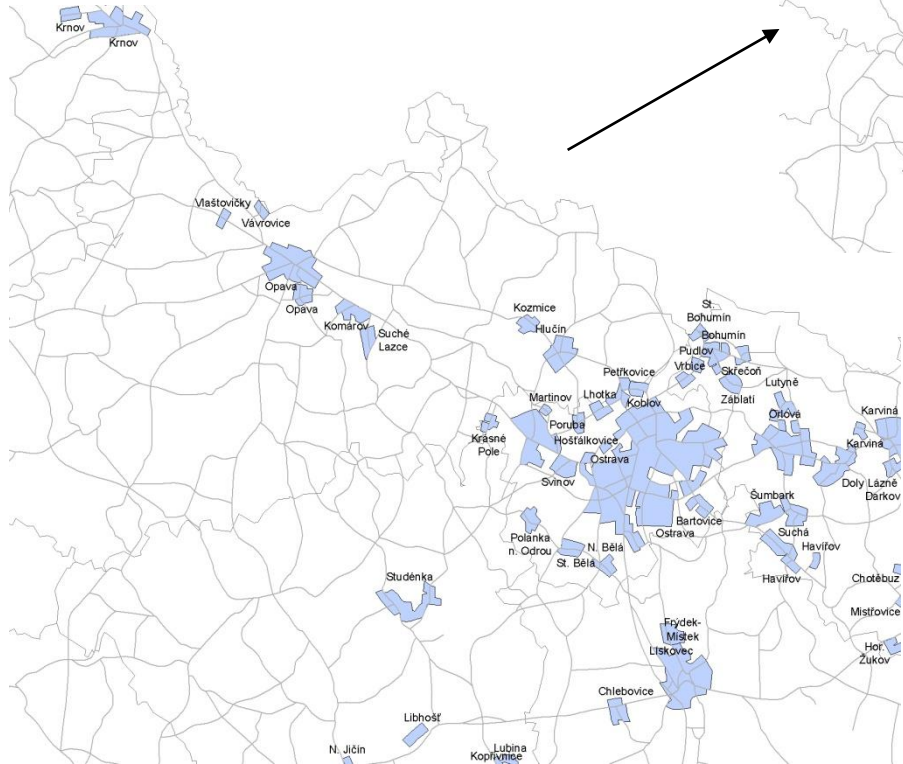 Krnov
Krnov
Vlaštovičky
Vávrovice
Opava
Opava
Komárov
Suché
Lazce
Kozmice
Hlučín
St.
Bohumín
Bohumín
Pudlov
Vrbice
Skřečoň
Záblatí
Petřkovice
Lhotka
Koblov
Martinov
Poruba
Hošťálkovice
Krásné
Pole
Ostrava
Svinov
Lutyně
Orlová
Karviná
Karviná
Doly
Lázně
Darkov
Šumbark
Suchá
Bartovice
Ostrava
Polanka
n. Odrou
N. Bělá
St. Bělá
Havířov
Havířov
Chotěbuz
Mistřovice
Hor.
Žukov
Studénka
Frýdek-
Místek
Lískovec
Chlebovice
Libhošť
N. Jičín
Lubina
Kopřivnice